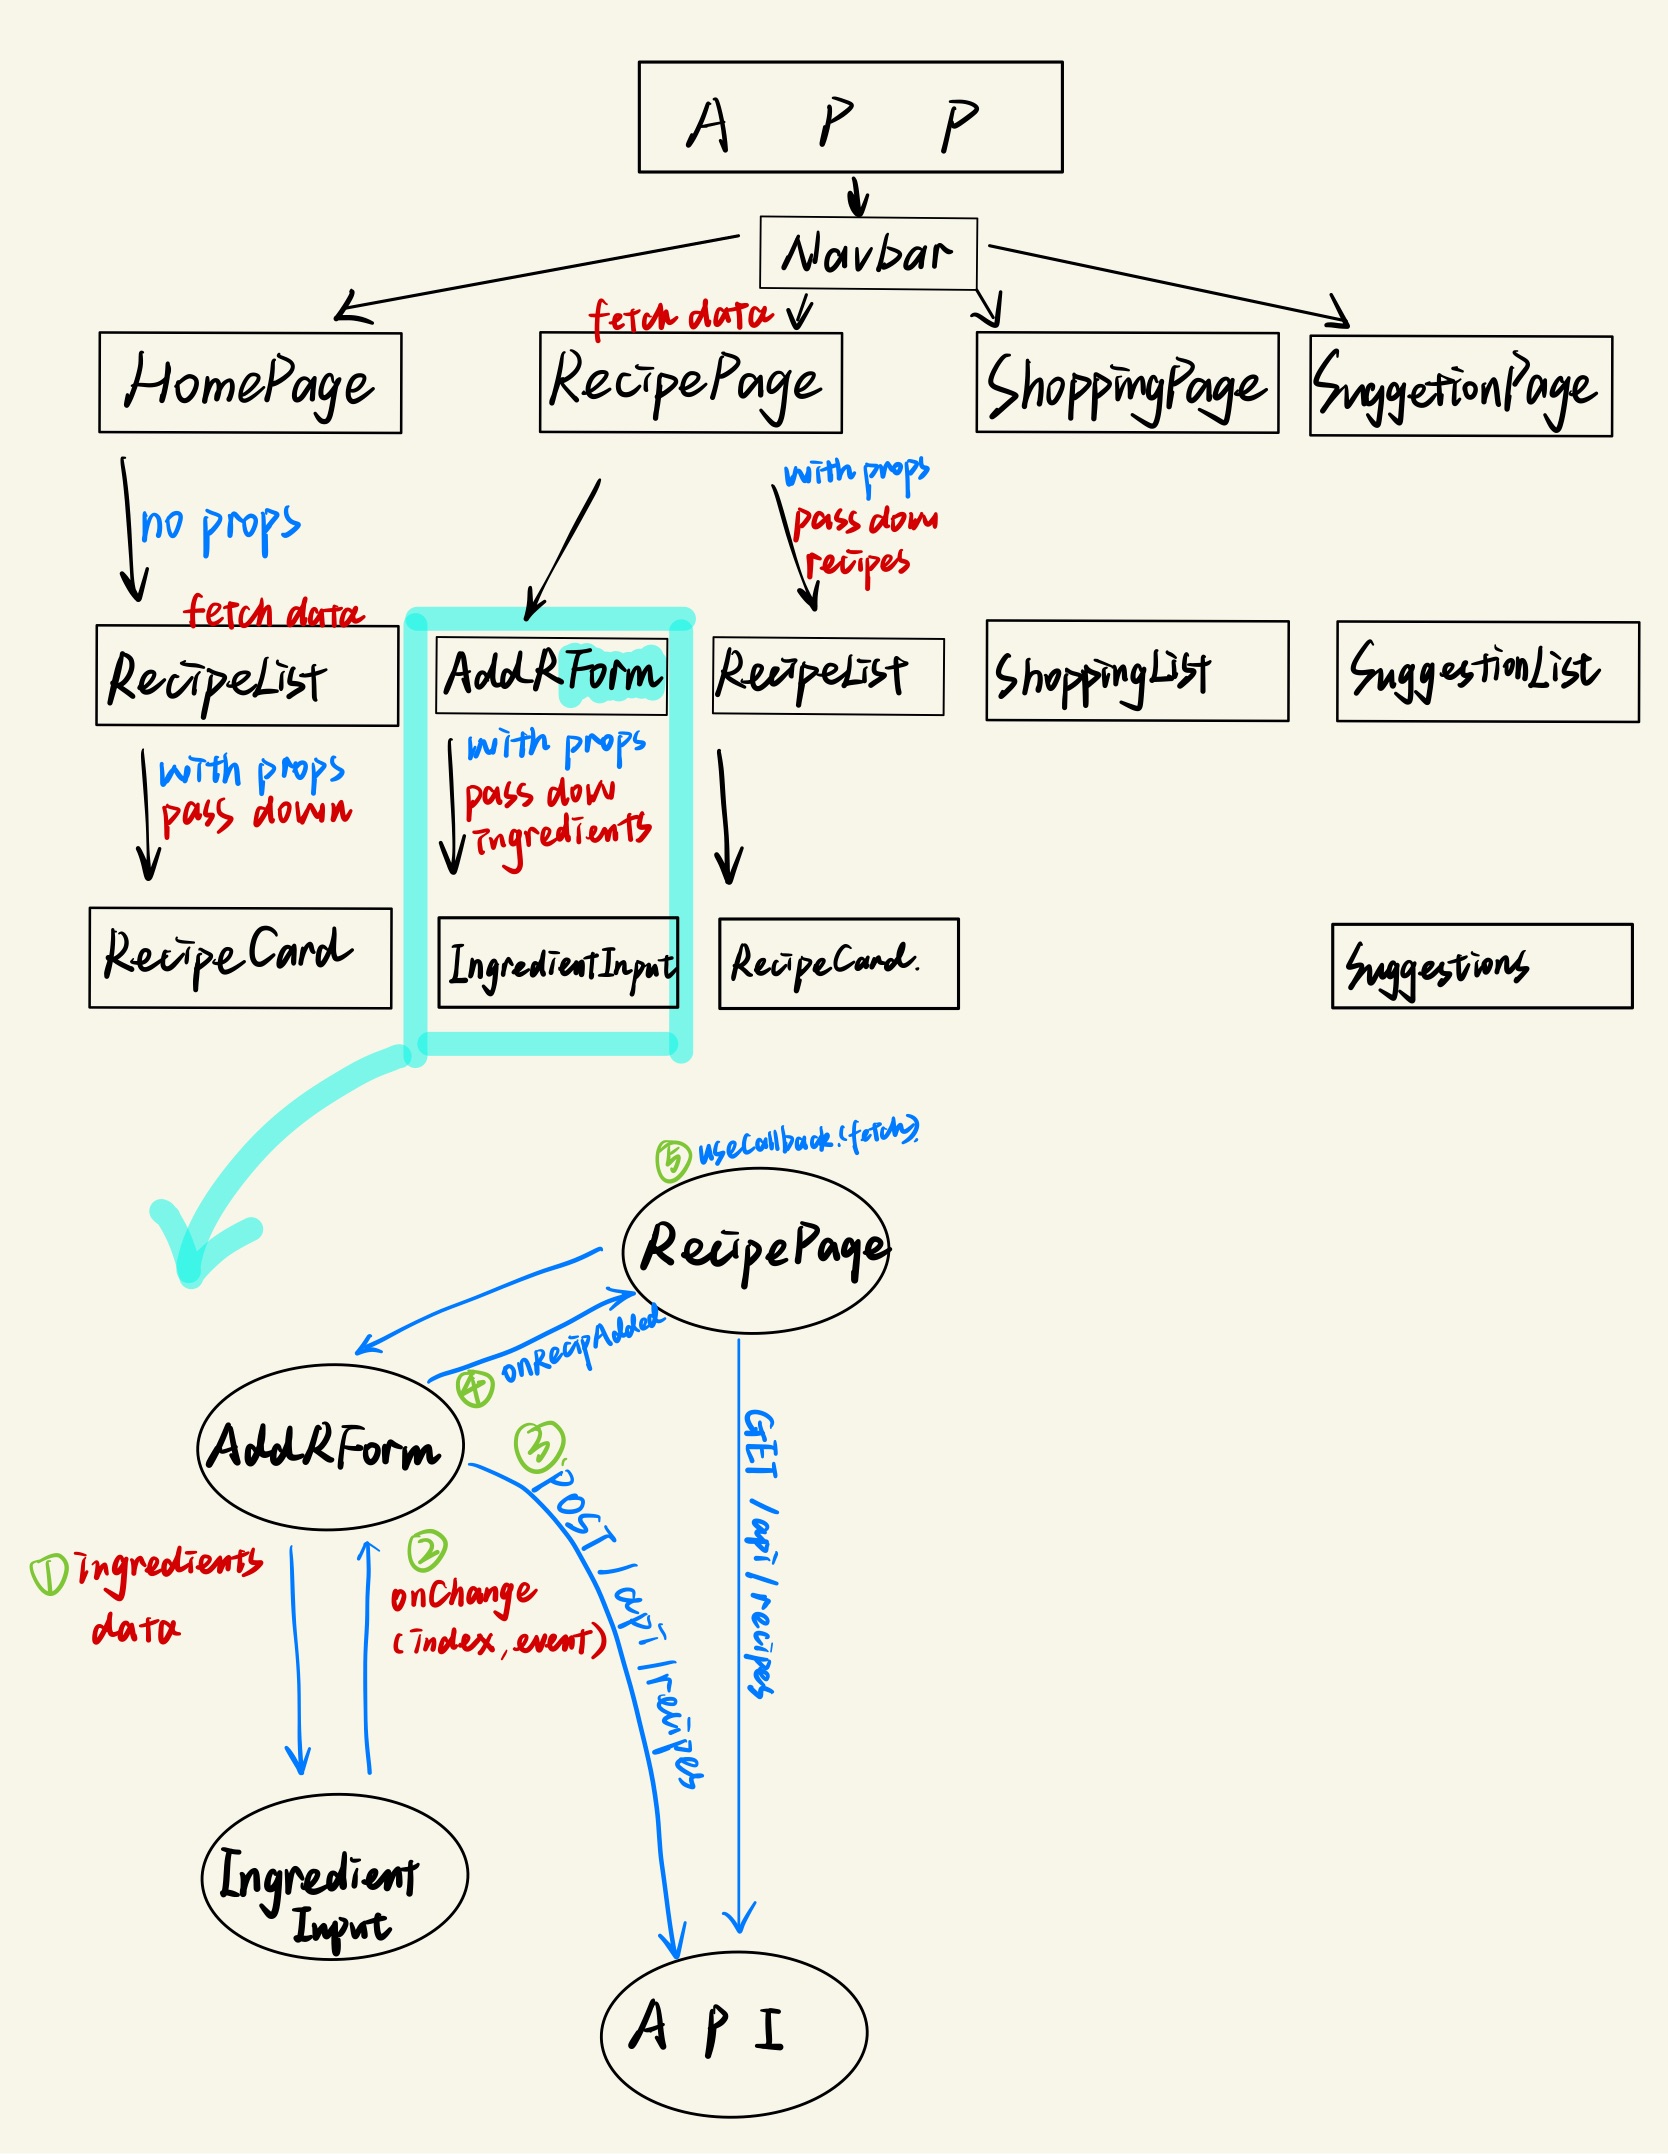 A P P
Navbar
fetch data
HomePage
RecipePage
ShoppingPage
SuggetionPage
no props
with props
pass down
recipes
fetch data
RecipeList
AddRForm
RecipeList
ShoppingList
SuggestionList
with props
pass down
with props
pass down
ingredients
RecipeCard
IngredientInput
RecipeCard.
Suggestions
⑤ useCallback.(fetch).
RecipePage
④ onRecipAdded
AddRForm
③ POST /api/recipes
GET /api/recipes
① ingredients
data
② onChange
(index, event)
Ingredient
Input
A P I